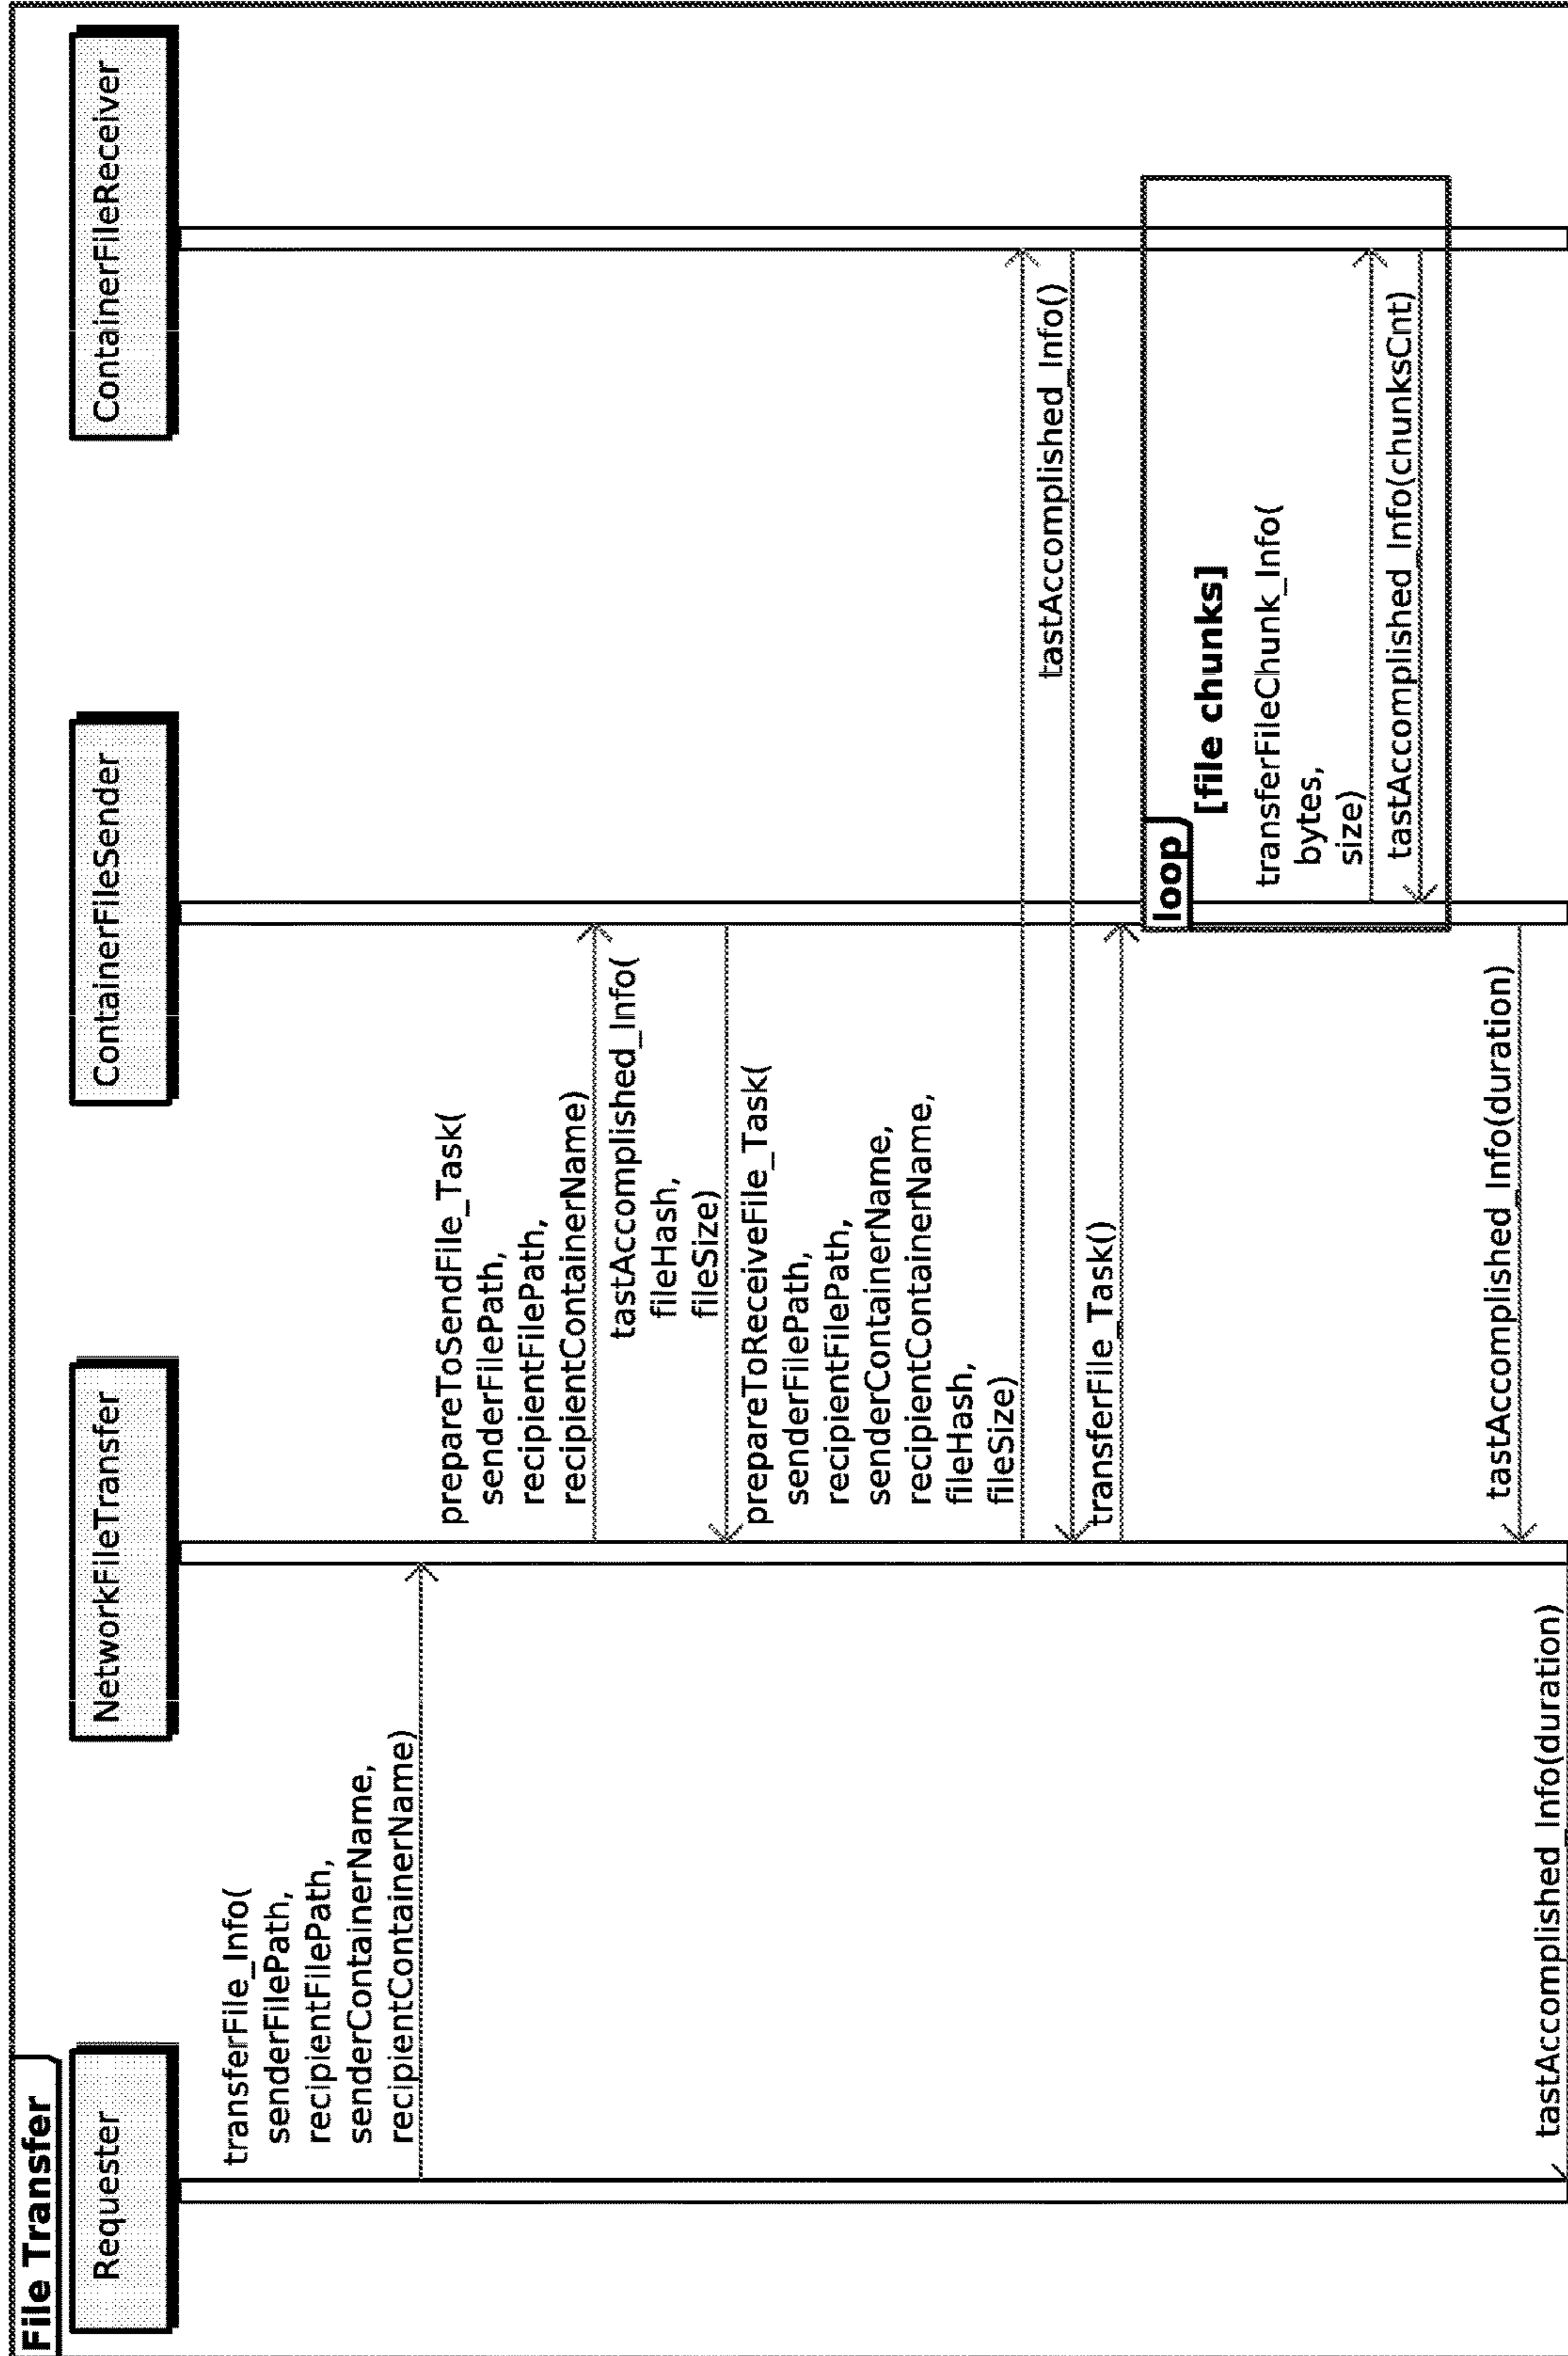 File Transfer
Requester
NetworkFileTransfer
ContainerFileSender
ContainerFileReceiver
transferFile_Info(
senderFilePath,
recipientFilePath,
senderContainerName,
recipientContainerName)
prepareToSendFile_Task(
senderFilePath,
recipientFilePath,
recipientContainerName)
tastAccomplished_Info(
fileHash,
fileSize)
prepareToReceiveFile_Task(
senderFilePath,
recipientFilePath,
senderContainerName,
recipientContainerName,
fileHash,
fileSize)
tastAccomplished_Info()
transferFile_Task()
loop
[file chunks]
transferFileChunk_Info(
bytes,
size)
tastAccomplished_Info(chunksCnt)
tastAccomplished_Info(duration)
tastAccomplished_Info(duration)